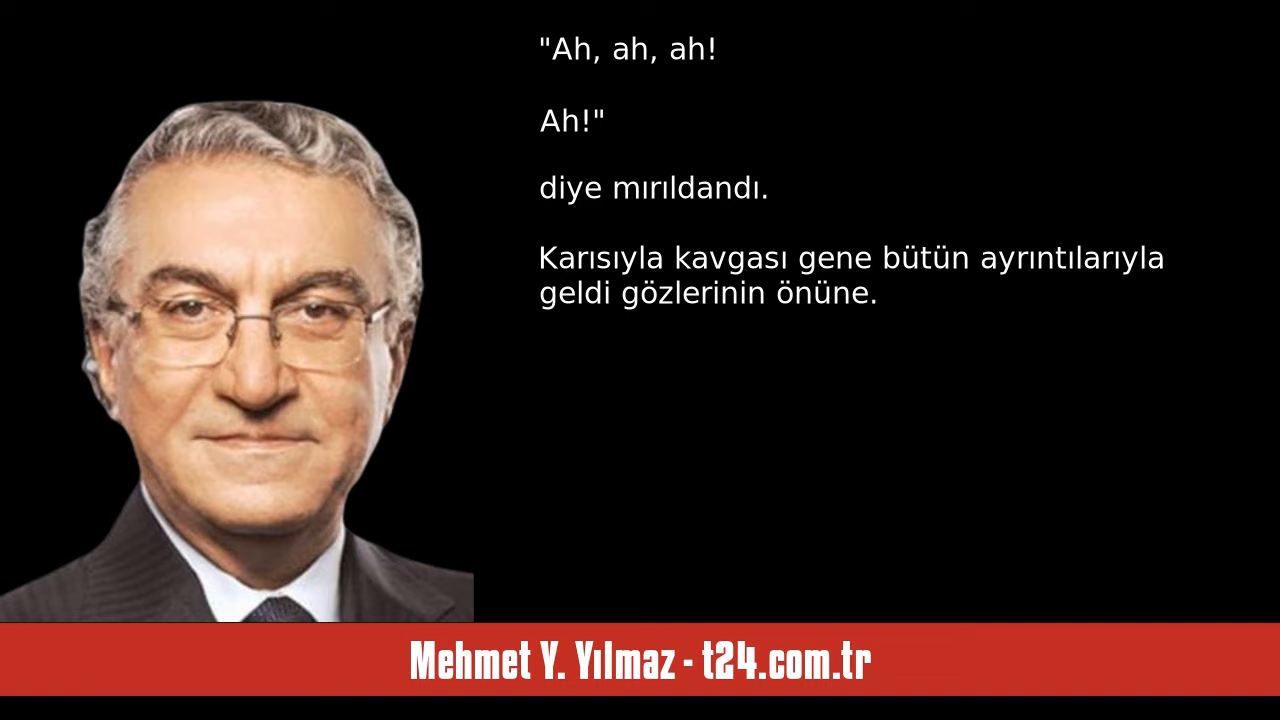 "Ah, ah, ah!
Ah!"
diye mırıldandı.
Karısıyla kavgası gene bütün ayrıntılarıyla
geldi gözlerinin önüne.
Mehmet Y. Yılmaz - t24.com.tr